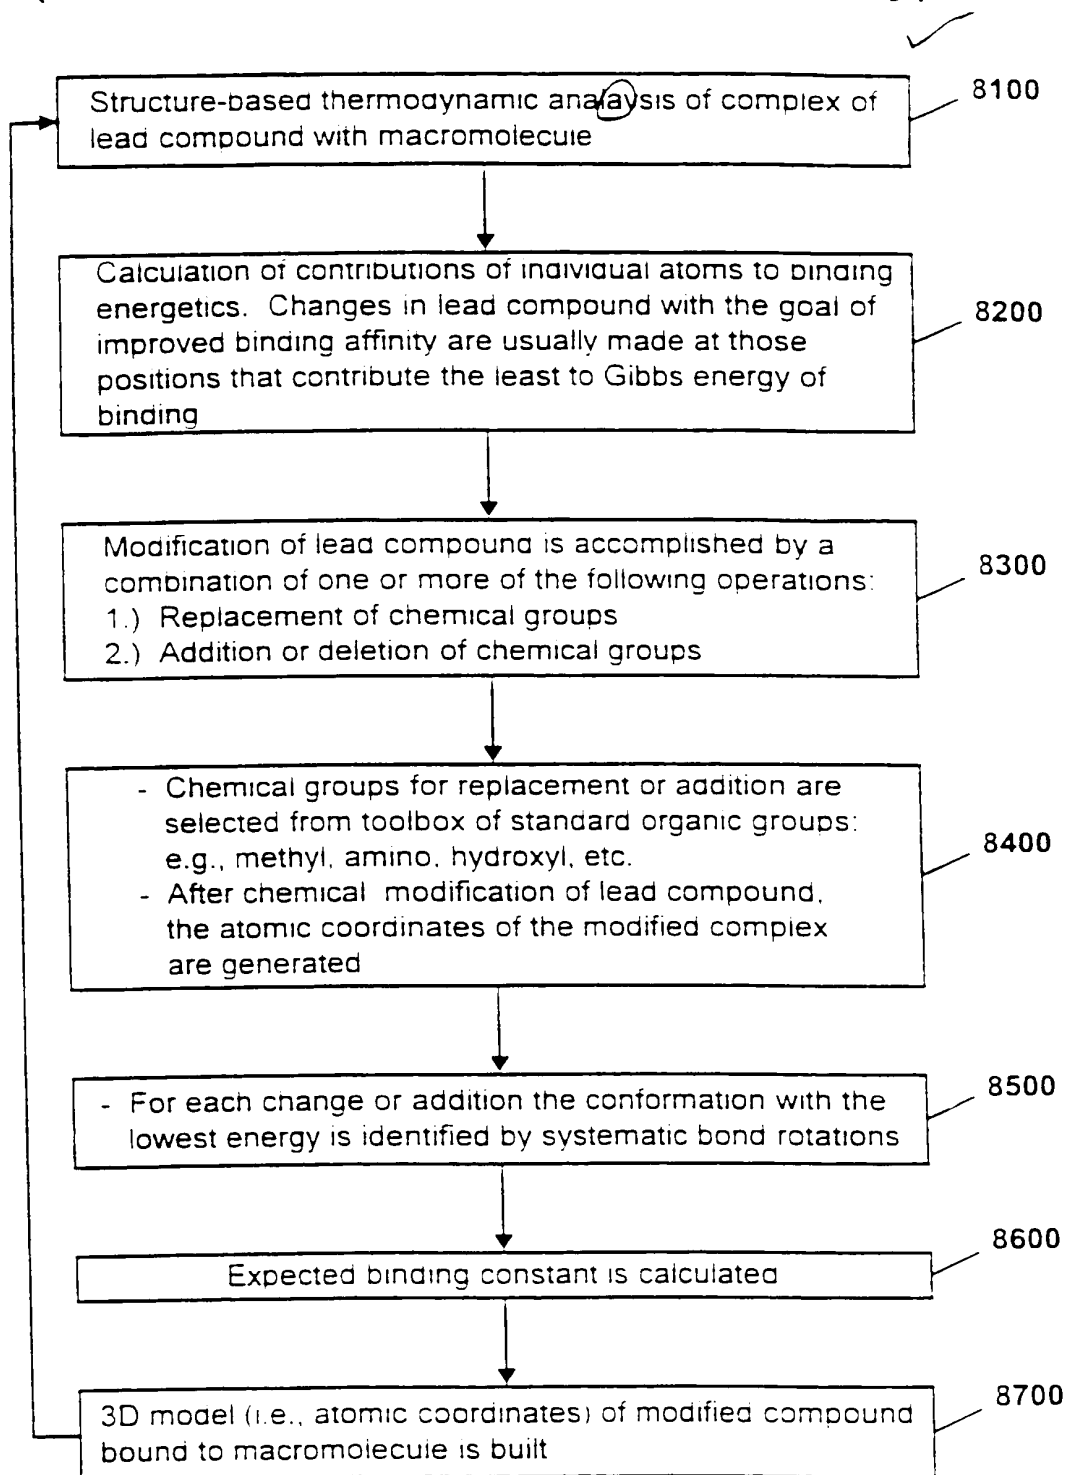 Structure-based thermodynamic analaysis of complex of
lead compound with macromolecule
8100
Calculation of contributions of individual atoms to binding
energetics. Changes in lead compound with the goal of
improved binding affinity are usually made at those
positions that contribute the least to Gibbs energy of
binding
8200
Modification of lead compound is accomplished by a
combination of one or more of the following operations:
1.) Replacement of chemical groups
2.) Addition or deletion of chemical groups
8300
- Chemical groups for replacement or addition are
selected from toolbox of standard organic groups:
e.g., methyl, amino, hydroxyl, etc.
- After chemical modification of lead compound,
the atomic coordinates of the modified complex
are generated
8400
- For each change or addition the conformation with the
lowest energy is identified by systematic bond rotations
8500
Expected binding constant is calculated
8600
3D model (i.e., atomic coordinates) of modified compound
bound to macromolecule is built
8700